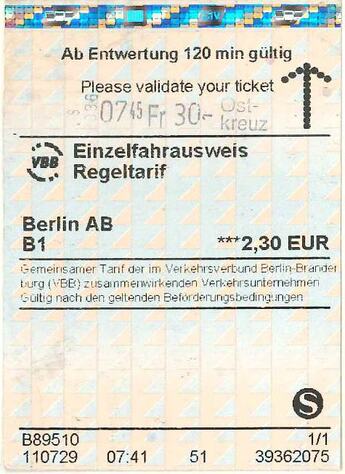 Ab Entwertung 120 min gültig
Please validate your ticket
0745 Fr 30.- Ost-
kreuz
VBB Einzelfahrausweis
Regeltarif
Berlin AB
B1 ***2,30 EUR
Gemeinsamer Tarif der im Verkehrsverbund Berlin-Branden
burg (VBB) zusammenwirkenden Verkehrsunternehmen
Gültig nach den geltenden Beförderungsbedingungen
S
B89510 1/1
110729 07:41 51 39362075